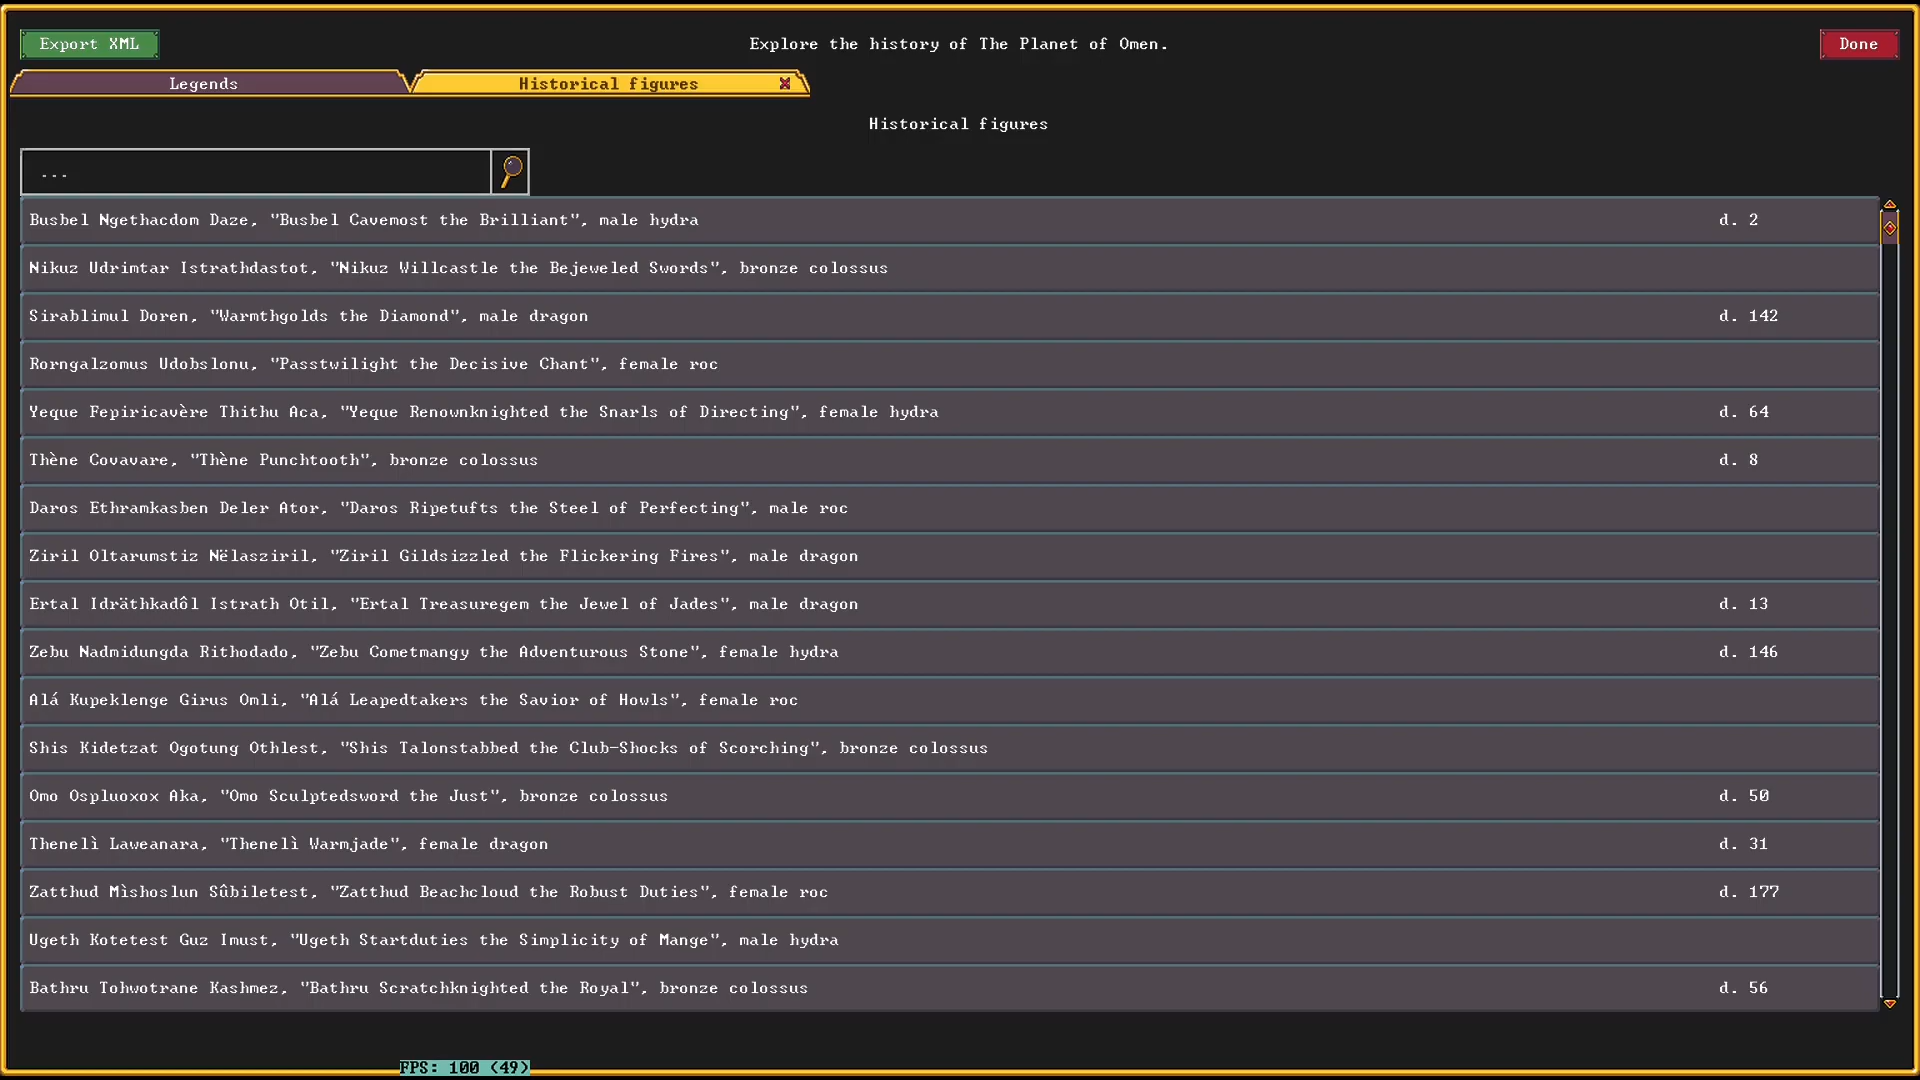 Export XML
Explore the history of The Planet of Omen.
Done
Legends
Historical figures
Historical figures
...
Busbel Ngethacdom Daze, "Busbel Cavemost the Brilliant", male hydra d. 2
Nikuz Udrimtar Istrathdastot, "Nikuz Willcastle the Bejeweled Swords", bronze colossus
Sirablimul Doren, "Warmthgolds the Diamond", male dragon d. 142
Rorngalzomus Udobslonu, "Passtwilight the Decisive Chant", female roc
Yeque Fepiricavère Thithu Aca, "Yeque Renownknighted the Snarls of Directing", female hydra d. 64
Thène Covavare, "Thène Punchtooth", bronze colossus d. 8
Daros Ethramkasben Deler Ator, "Daros Ripetufts the Steel of Perfecting", male roc
Ziril Oltarumstiz Nëlasziril, "Ziril Gildsizzled the Flickering Fires", male dragon
Ertal Idräthkadôl Istrath Otil, "Ertal Treasuregem the Jewel of Jades", male dragon d. 13
Zebu Nadmidungda Rithodado, "Zebu Cometmangy the Adventurous Stone", female hydra d. 146
Alá Kupeklenge Girus Omli, "Alá Leapedtakers the Savior of Howls", female roc
Shis Kidetzat Ogotung Othlest, "Shis Talonstabbed the Club-Shocks of Scorching", bronze colossus
Omo Ospluoxox Aka, "Omo Sculptedsword the Just", bronze colossus d. 50
Thenelì Laweanara, "Thenelì Warmjade", female dragon d. 31
Zatthud Mìshoslun Sûbiletest, "Zatthud Beachcloud the Robust Duties", female roc d. 177
Ugeth Kotetest Guz Imust, "Ugeth Startduties the Simplicity of Mange", male hydra
Bathru Tohwotrane Kashmez, "Bathru Scratchknighted the Royal", bronze colossus d. 56
FPS: 100 (49)